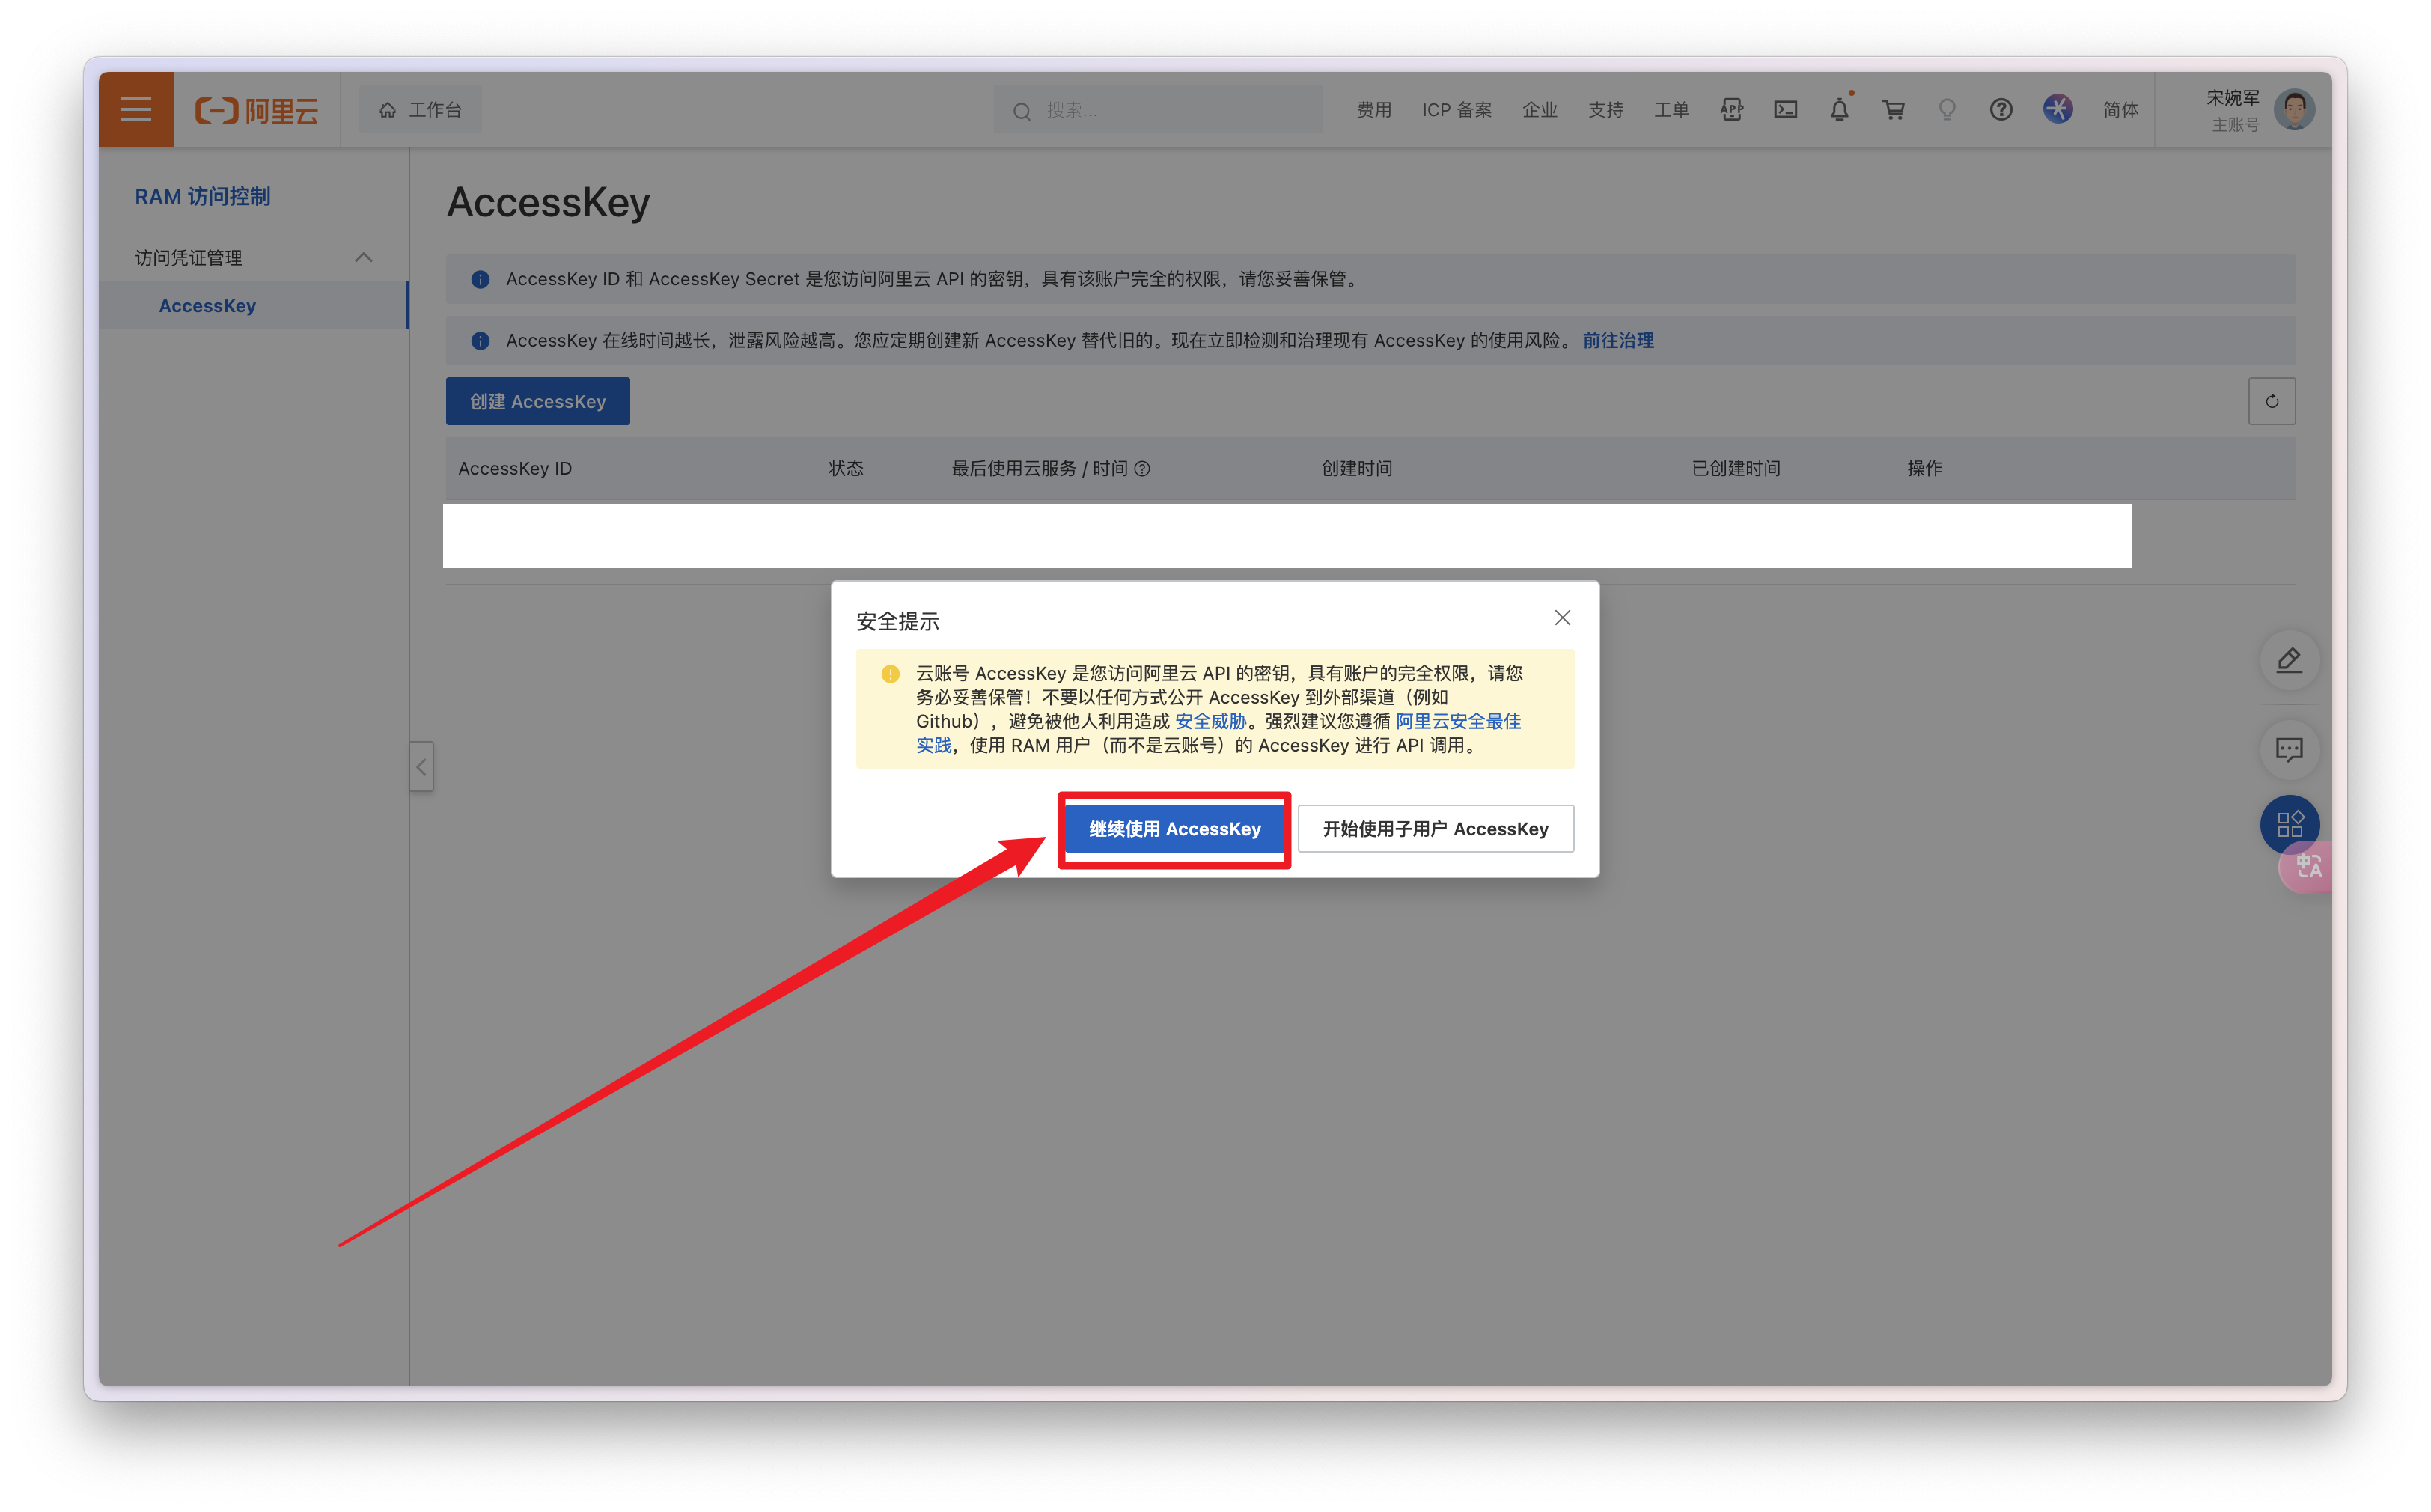 阿里云
工作台
搜索...
费用
ICP 备案
企业
支持
工单
APP
简体
宋婉军
主账号
RAM 访问控制
访问凭证管理
AccessKey
AccessKey
AccessKey ID 和 AccessKey Secret 是您访问阿里云 API 的密钥，具有该账户完全的权限，请您妥善保管。
AccessKey 在线时间越长，泄露风险越高。您应定期创建新 AccessKey 替代旧的。现在立即检测和治理现有 AccessKey 的使用风险。 前往治理
创建 AccessKey
AccessKey ID
状态
最后使用云服务 / 时间
创建时间
已创建时间
操作
安全提示
云账号 AccessKey 是您访问阿里云 API 的密钥，具有账户的完全权限，请您
务必妥善保管！不要以任何方式公开 AccessKey 到外部渠道（例如
Github），避免被他人利用造成 安全威胁。强烈建议您遵循 阿里云安全最佳
实践，使用 RAM 用户（而不是云账号）的 AccessKey 进行 API 调用。
继续使用 AccessKey
开始使用子用户 AccessKey
中A